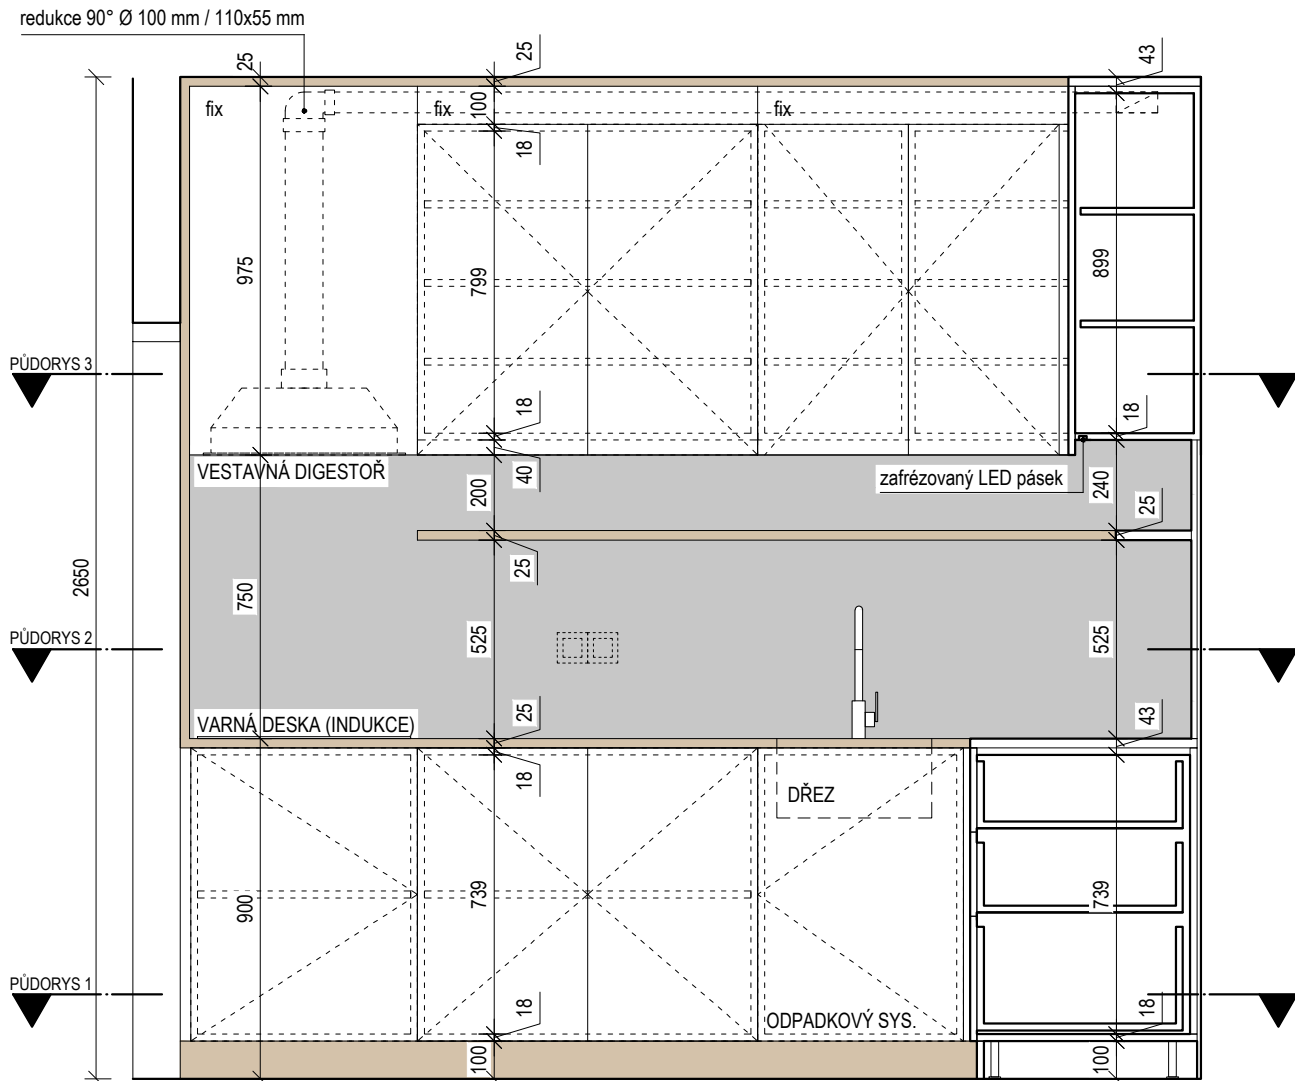 redukce 90° Ø 100 mm / 110x55 mm
25
25
43
fix
fix
fix
100
18
975
799
899
PŮDORYS 3
18
18
VESTAVNÁ DIGESTOŘ
40
zafrézovaný LED pásek
200
240
25
2650
750
25
525
525
PŮDORYS 2
VARNÁ DESKA (INDUKCE)
25
43
18
DŘEZ
900
739
739
PŮDORYS 1
18
ODPADKOVÝ SYS.
18
100
100